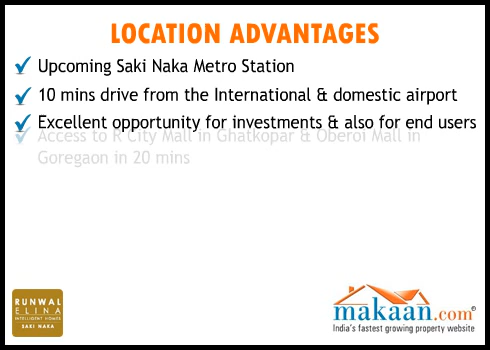 LOCATION ADVANTAGES
Upcoming Saki Naka Metro Station
10 mins drive from the International & domestic airport
Excellent opportunity for investments & also for end users
Access to R City Mall in Ghatkopar & Oberoi Mall in
Goregaon in 20 mins
RUNWAL
ELINA
INTELLIGENT HOMES
SAKI NAKA
makaan.com
India's fastest growing property website